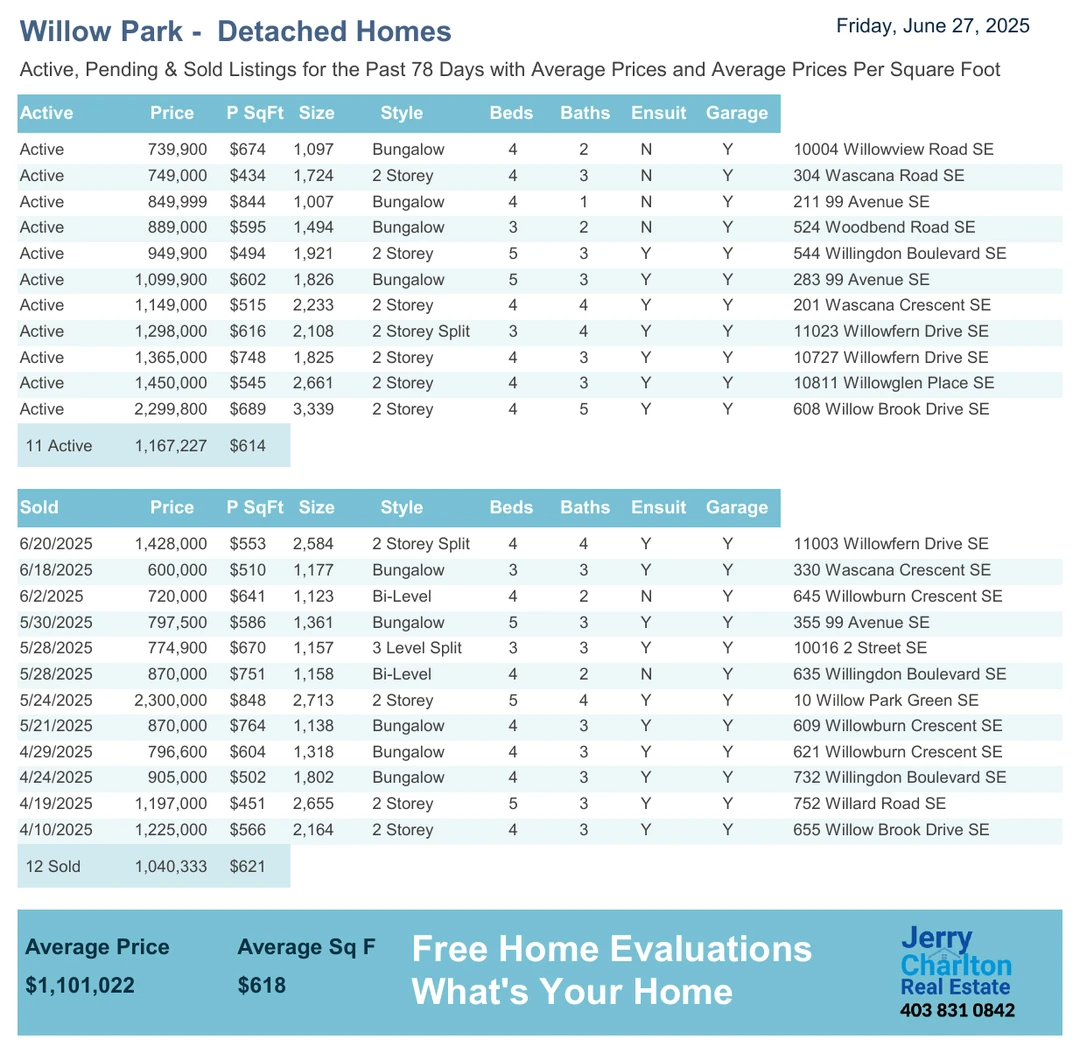 Willow Park - Detached Homes
Friday, June 27, 2025
Active, Pending & Sold Listings for the Past 78 Days with Average Prices and Average Prices Per Square Foot
Active Price P SqFt Size Style Beds Baths Ensuit Garage
Active 739,900 $674 1,097 Bungalow 4 2 N Y 10004 Willowview Road SE
Active 749,000 $434 1,724 2 Storey 4 3 N Y 304 Wascana Road SE
Active 849,999 $844 1,007 Bungalow 4 1 N Y 211 99 Avenue SE
Active 889,000 $595 1,494 Bungalow 3 2 N Y 524 Woodbend Road SE
Active 949,900 $494 1,921 2 Storey 5 3 Y Y 544 Willingdon Boulevard SE
Active 1,099,900 $602 1,826 Bungalow 5 3 Y Y 283 99 Avenue SE
Active 1,149,000 $515 2,233 2 Storey 4 4 Y Y 201 Wascana Crescent SE
Active 1,298,000 $616 2,108 2 Storey Split 3 4 Y Y 11023 Willowfern Drive SE
Active 1,365,000 $748 1,825 2 Storey 4 3 Y Y 10727 Willowfern Drive SE
Active 1,450,000 $545 2,661 2 Storey 4 3 Y Y 10811 Willowglen Place SE
Active 2,299,800 $689 3,339 2 Storey 4 5 Y Y 608 Willow Brook Drive SE
11 Active 1,167,227 $614
Sold Price P SqFt Size Style Beds Baths Ensuit Garage
6/20/2025 1,428,000 $553 2,584 2 Storey Split 4 4 Y Y 11003 Willowfern Drive SE
6/18/2025 600,000 $510 1,177 Bungalow 3 3 Y Y 330 Wascana Crescent SE
6/2/2025 720,000 $641 1,123 Bi-Level 4 2 N Y 645 Willowburn Crescent SE
5/30/2025 797,500 $586 1,361 Bungalow 5 3 Y Y 355 99 Avenue SE
5/28/2025 774,900 $670 1,157 3 Level Split 3 3 Y Y 10016 2 Street SE
5/28/2025 870,000 $751 1,158 Bi-Level 4 2 N Y 635 Willingdon Boulevard SE
5/24/2025 2,300,000 $848 2,713 2 Storey 5 4 Y Y 10 Willow Park Green SE
5/21/2025 870,000 $764 1,138 Bungalow 4 3 Y Y 609 Willowburn Crescent SE
4/29/2025 796,600 $604 1,318 Bungalow 4 3 Y Y 621 Willowburn Crescent SE
4/24/2025 905,000 $502 1,802 Bungalow 4 3 Y Y 732 Willingdon Boulevard SE
4/19/2025 1,197,000 $451 2,655 2 Storey 5 3 Y Y 752 Willard Road SE
4/10/2025 1,225,000 $566 2,164 2 Storey 4 3 Y Y 655 Willow Brook Drive SE
12 Sold 1,040,333 $621
Average Price Average Sq F
$1,101,022 $618
Free Home Evaluations
What's Your Home
Jerry
Charlton
Real Estate
403 831 0842